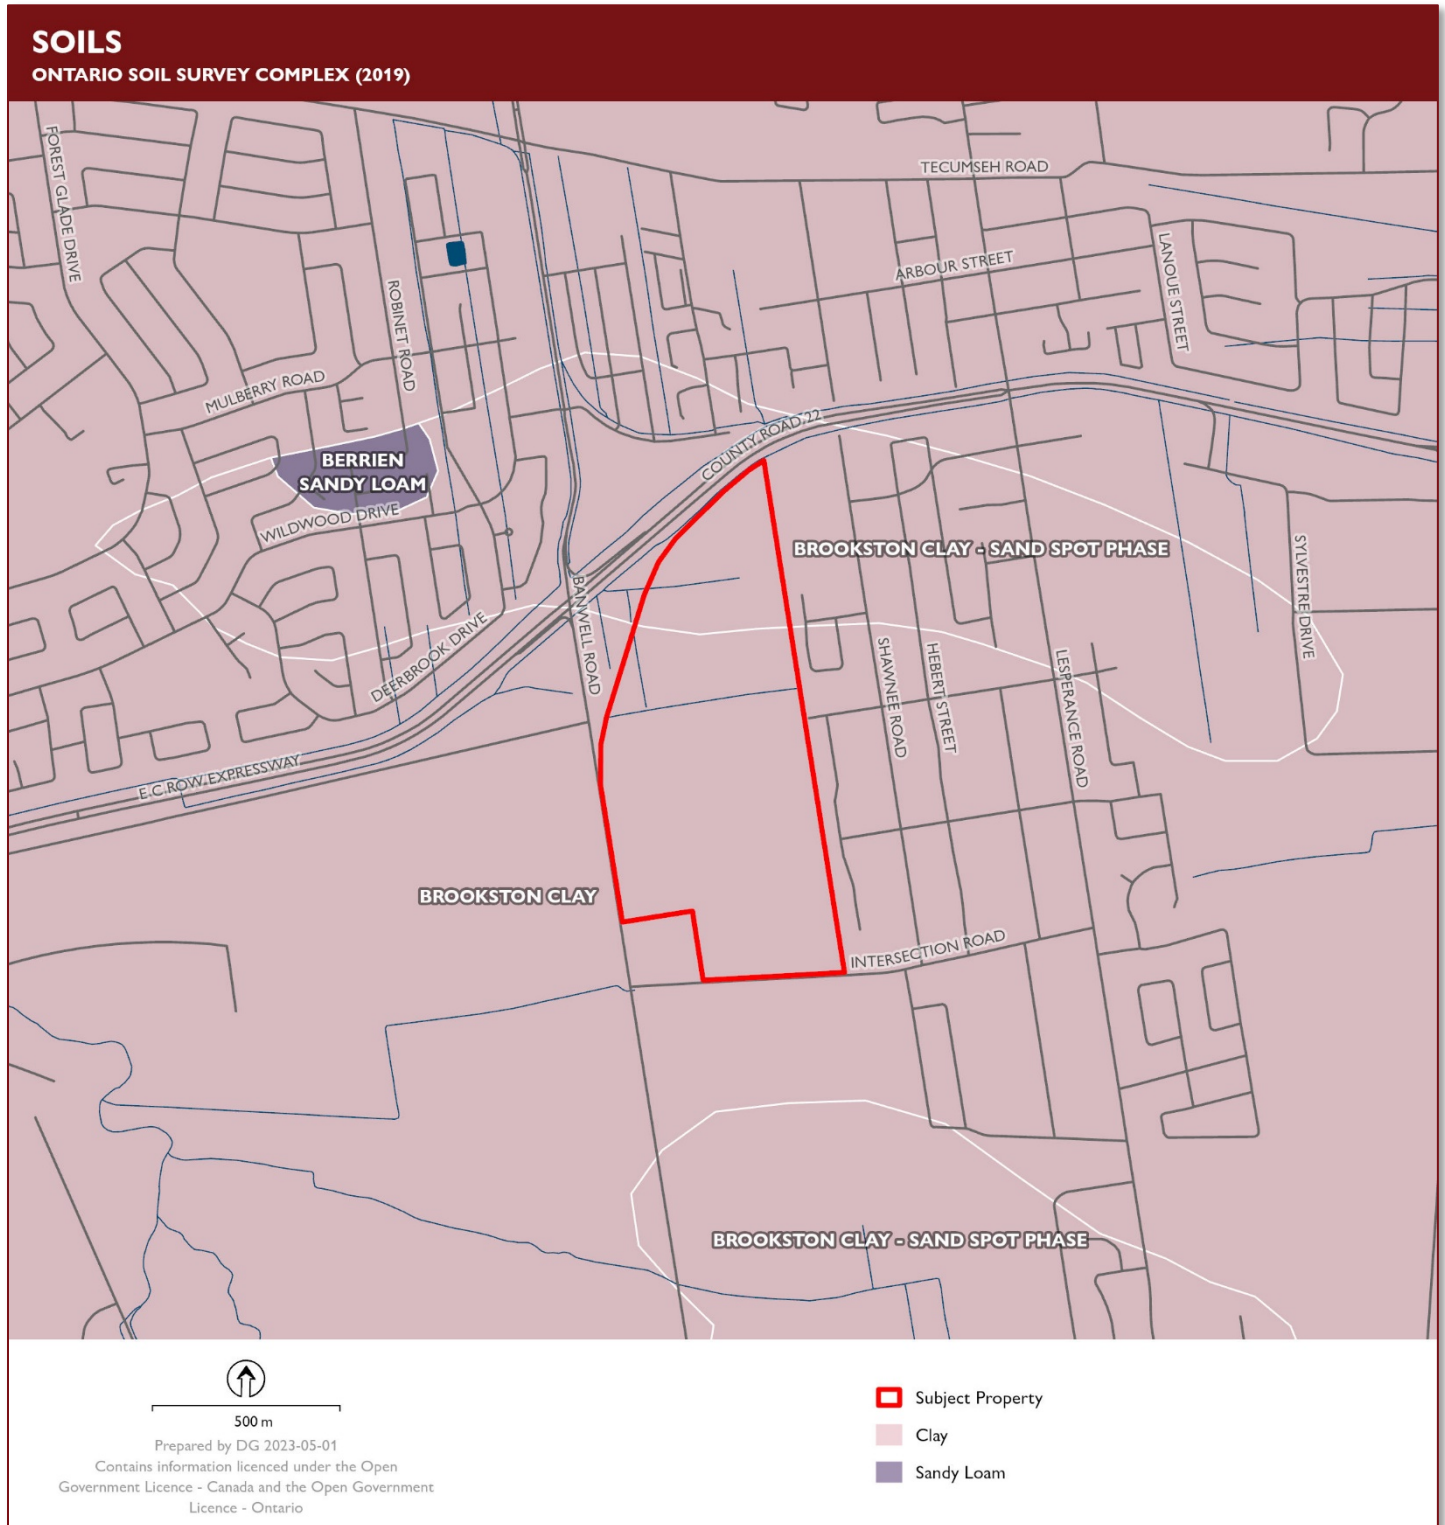 SOILS
ONTARIO SOIL SURVEY COMPLEX (2019)
FOREST GLADE DRIVE
TECUMSEH ROAD
ROBINET ROAD
ARBOUR STREET
LANOUE STREET
MULBERRY ROAD
COUNTY ROAD 22
BERRIEN
SANDY LOAM
WILDWOOD DRIVE
BROOKSTON CLAY - SAND SPOT PHASE
SYLVESTRE DRIVE
BANWELL ROAD
DEERBROOK DRIVE
SHAWNEE ROAD
HEBERT STREET
LESPERANCE ROAD
E C ROW EXPRESSWAY
BROOKSTON CLAY
INTERSECTION ROAD
BROOKSTON CLAY - SAND SPOT PHASE
500 m
Prepared by DG 2023-05-01
Contains information licenced under the Open
Government Licence - Canada and the Open Government
Licence - Ontario
Subject Property
Clay
Sandy Loam